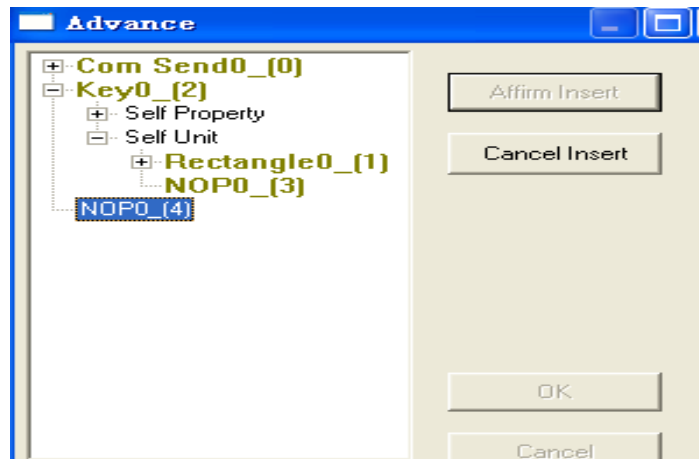 Advance
Com Send0_(0)
Key0_(2)
Self Property
Self Unit
Rectangle0_(1)
NOP0_(3)
NOP0_(4)
Affirm Insert
Cancel Insert
OK
Cancel